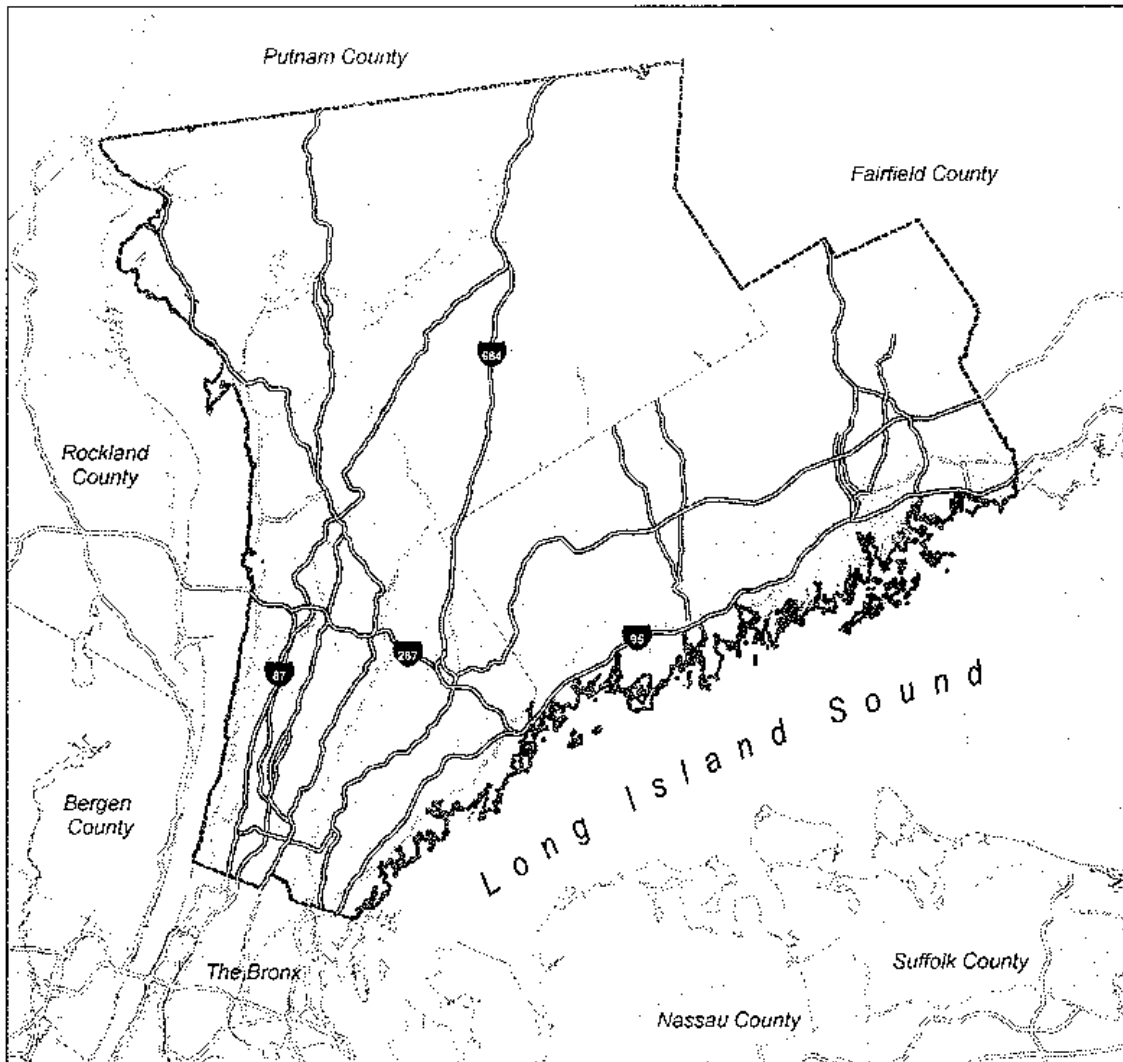 Putnam County
Fairfield County
684
Rockland
County
95
287
87
Long Island Sound
Bergen
County
The Bronx
Suffolk County
Nassau County